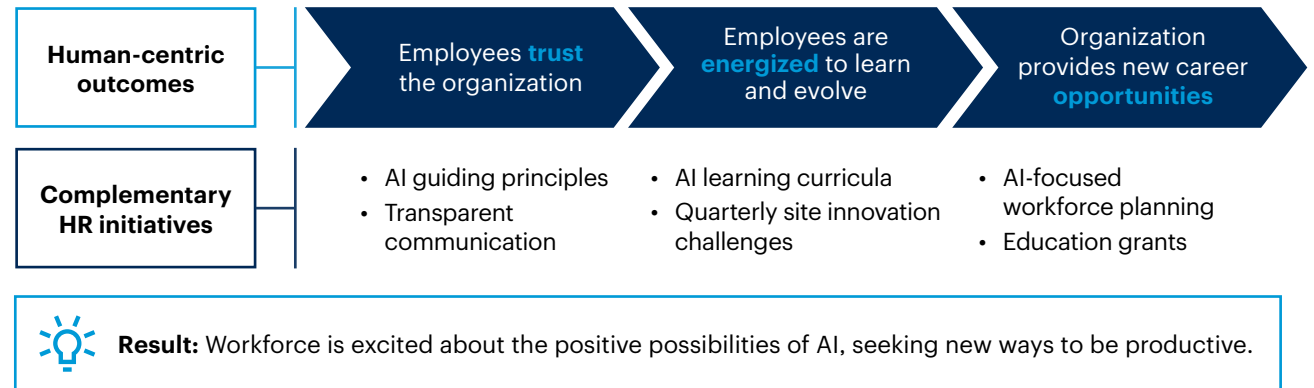 Human-centric
outcomes
Employees trust
the organization
Employees are
energized to learn
and evolve
Organization
provides new career
opportunities
Complementary
HR initiatives
• AI guiding principles
• Transparent
communication
• AI learning curricula
• Quarterly site innovation
challenges
• AI-focused
workforce planning
• Education grants
Result: Workforce is excited about the positive possibilities of AI, seeking new ways to be productive.